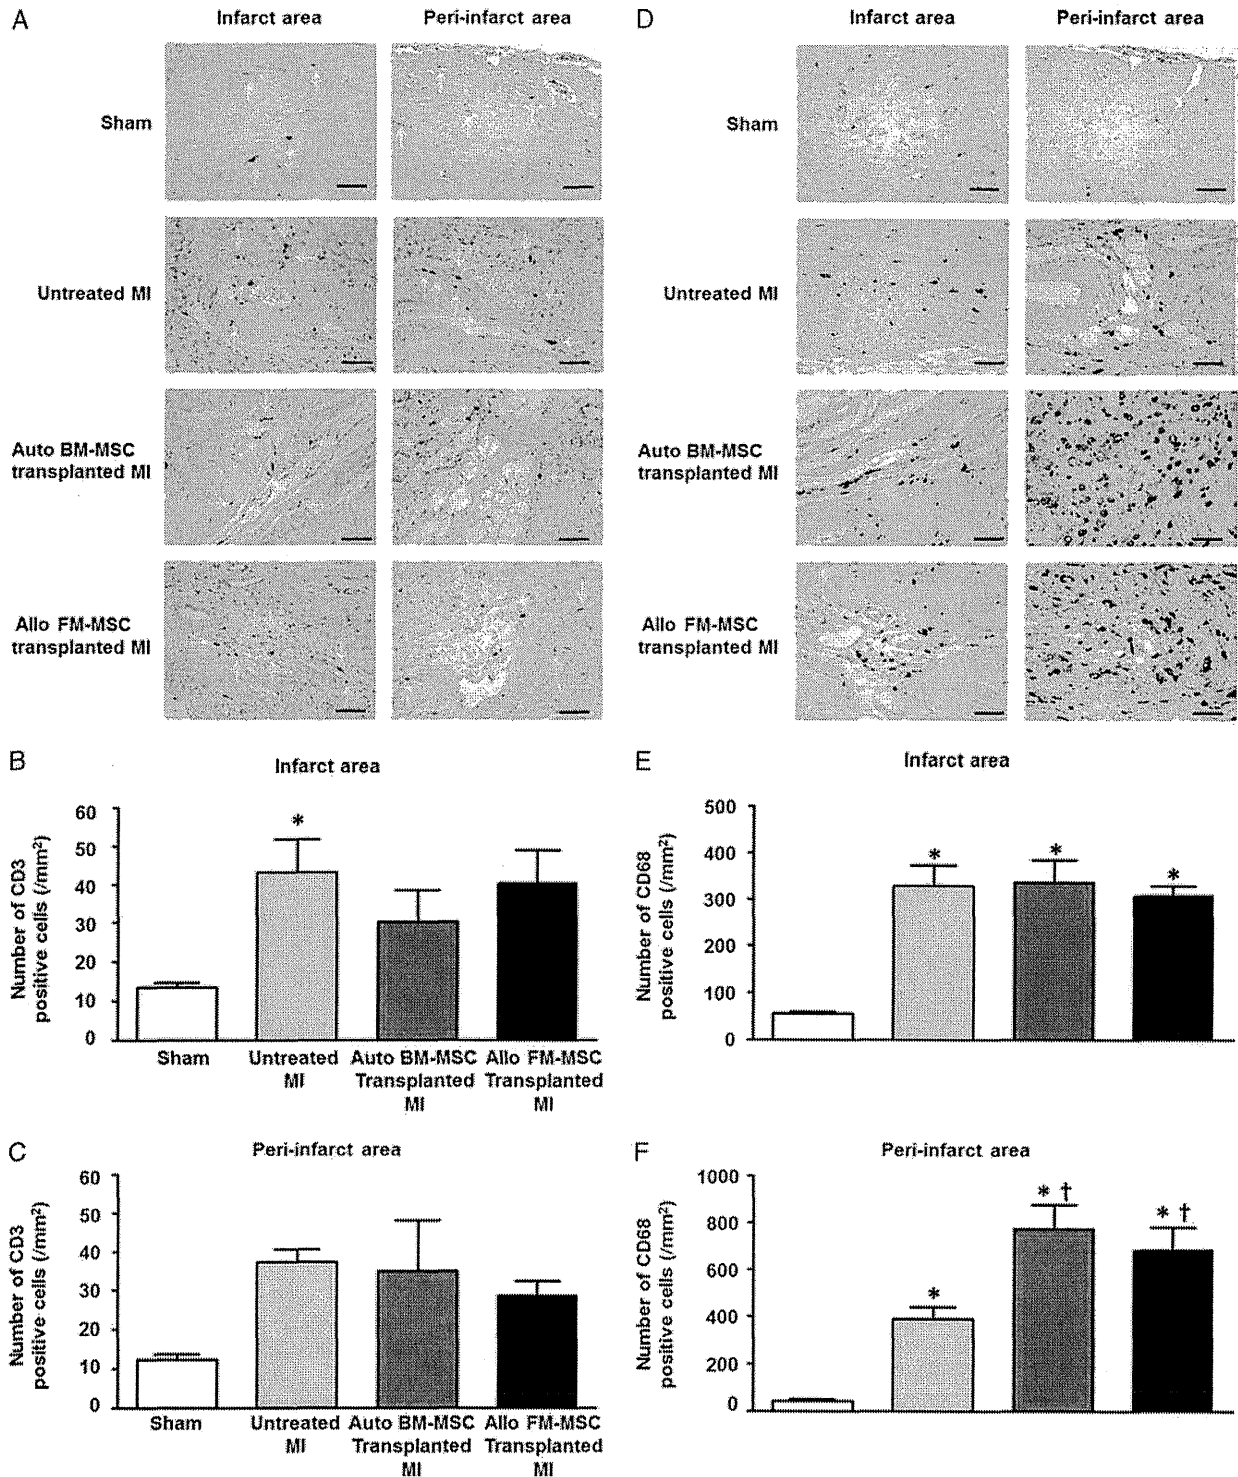 A
Infarct area
Peri-infarct area
Sham
Untreated MI
Auto BM-MSC
transplanted MI
Allo FM-MSC
transplanted MI
D
Infarct area
Peri-infarct area
Sham
Untreated MI
Auto BM-MSC
transplanted MI
Allo FM-MSC
transplanted MI
B
Infarct area
Number of CD3
positive cells (/mm²)
60
50
40
30
20
10
0
*
Sham
Untreated
MI
Auto BM-MSC
Transplanted
MI
Allo FM-MSC
Transplanted
MI
E
Infarct area
Number of CD68
positive cells (/mm²)
500
400
300
200
100
0
*
*
*
C
Peri-infarct area
Number of CD3
positive cells (/mm²)
60
50
40
30
20
10
0
Sham
Untreated
MI
Auto BM-MSC
Transplanted
MI
Allo FM-MSC
Transplanted
MI
F
Peri-infarct area
Number of CD68
positive cells (/mm²)
1000
800
600
400
200
0
*
* †
* †